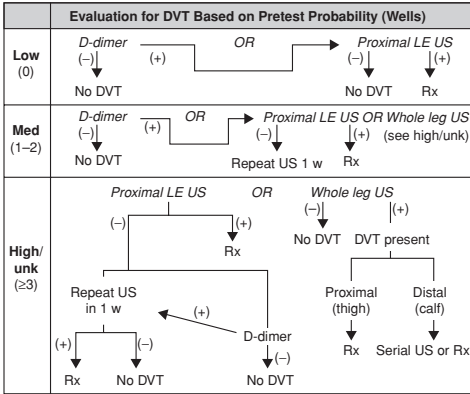 Evaluation for DVT Based on Pretest Probability (Wells)
Low
(0)
D-dimer OR Proximal LE US
(–) (+) (–) (+)
No DVT No DVT Rx
Med
(1–2)
D-dimer OR Proximal LE US OR Whole leg US
(–) (+) (–) (+) (see high/unk)
No DVT Repeat US 1 w Rx
High/
unk
(≥3)
Proximal LE US OR Whole leg US
(–) (+) (–) (+)
Rx No DVT DVT present
Repeat US
in 1 w
(+) D-dimer
Proximal
(thigh)
Distal
(calf)
(+) (–) (–) Rx Serial US or Rx
Rx No DVT No DVT